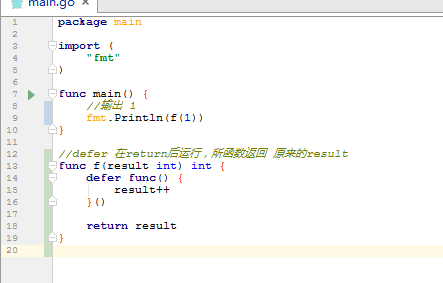 main.go ×
1 package main
2
3 import (
4 "fmt"
5 )
6
7 func main() {
8 //输出 1
9 fmt.Println(f(1))
10 }
11
12 //defer 在return后运行，所函数返回 原来的result
13 func f(result int) int {
14 defer func() {
15 result++
16 }()
17
18 return result
19 }
20